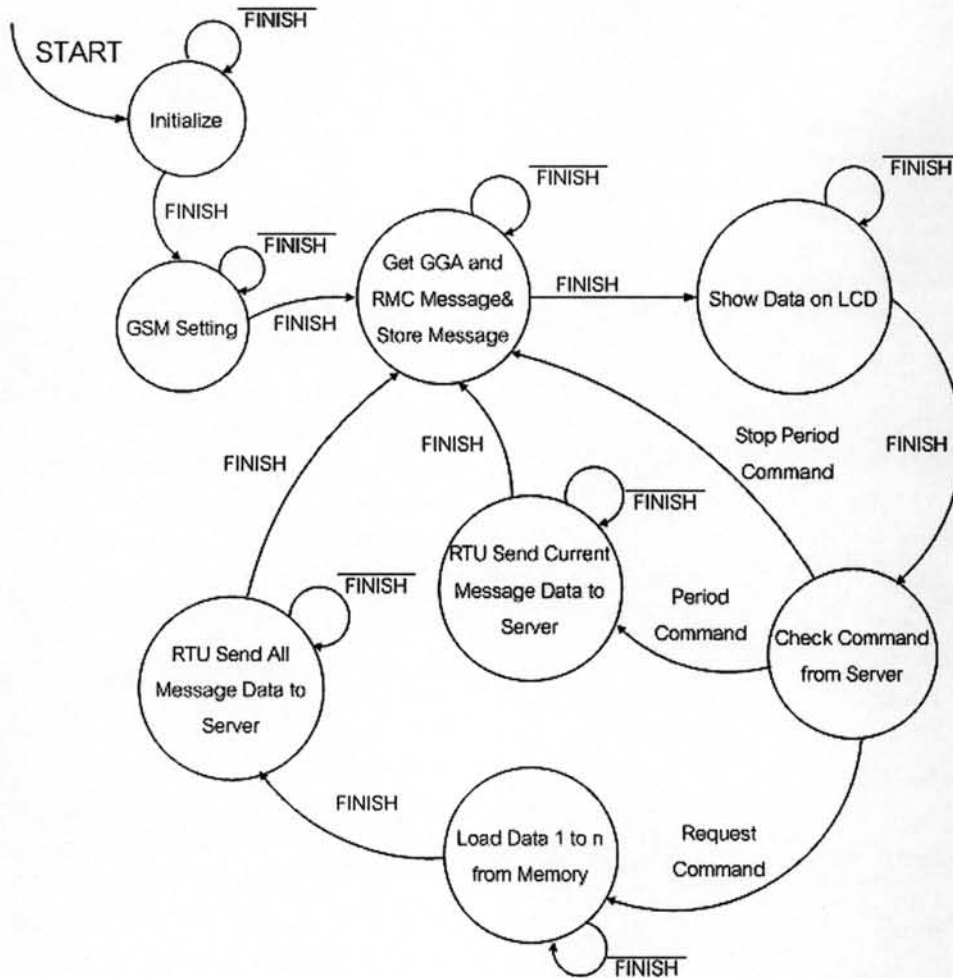 FINISH
START
Initialize
FINISH
FINISH
GSM Setting
FINISH
FINISH
Get GGA and
RMC Message&
Store Message
FINISH
FINISH
Show Data on LCD
FINISH
Stop Period
Command
FINISH
FINISH
RTU Send Current
Message Data to
Server
FINISH
Period
Command
Check Command
from Server
FINISH
RTU Send All
Message Data to
Server
FINISH
Load Data 1 to n
from Memory
FINISH
Request
Command
FINISH